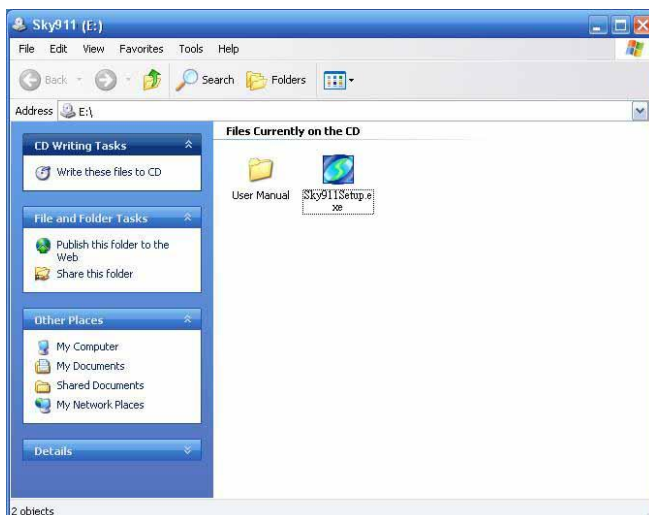 Sky911 (E:)
File Edit View Favorites Tools Help
Back Search Folders
Address E:\
Files Currently on the CD
CD Writing Tasks
Write these files to CD
User Manual
Sky911Setup.e
xe
File and Folder Tasks
Publish this folder to the
Web
Share this folder
Other Places
My Computer
My Documents
Shared Documents
My Network Places
Details
2 objects